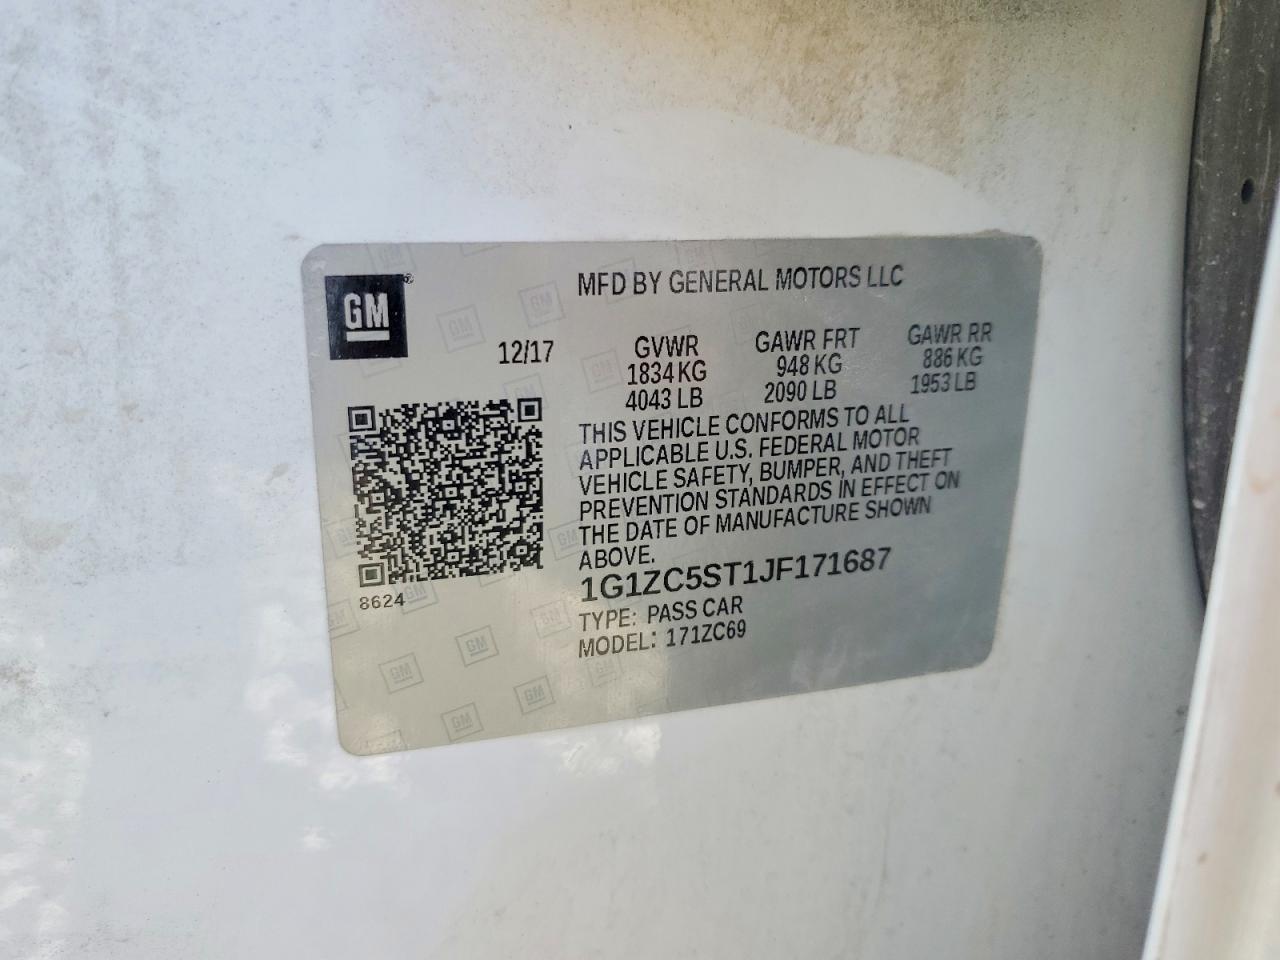 GM®
MFD BY GENERAL MOTORS LLC
12/17
GVWR
1834 KG
4043 LB
GAWR FRT
948 KG
2090 LB
GAWR RR
886 KG
1953 LB
THIS VEHICLE CONFORMS TO ALL
APPLICABLE U.S. FEDERAL MOTOR
VEHICLE SAFETY, BUMPER, AND THEFT
PREVENTION STANDARDS IN EFFECT ON
THE DATE OF MANUFACTURE SHOWN
ABOVE.
1G1ZC5ST1JF171687
TYPE: PASS CAR
MODEL: 171ZC69
8624